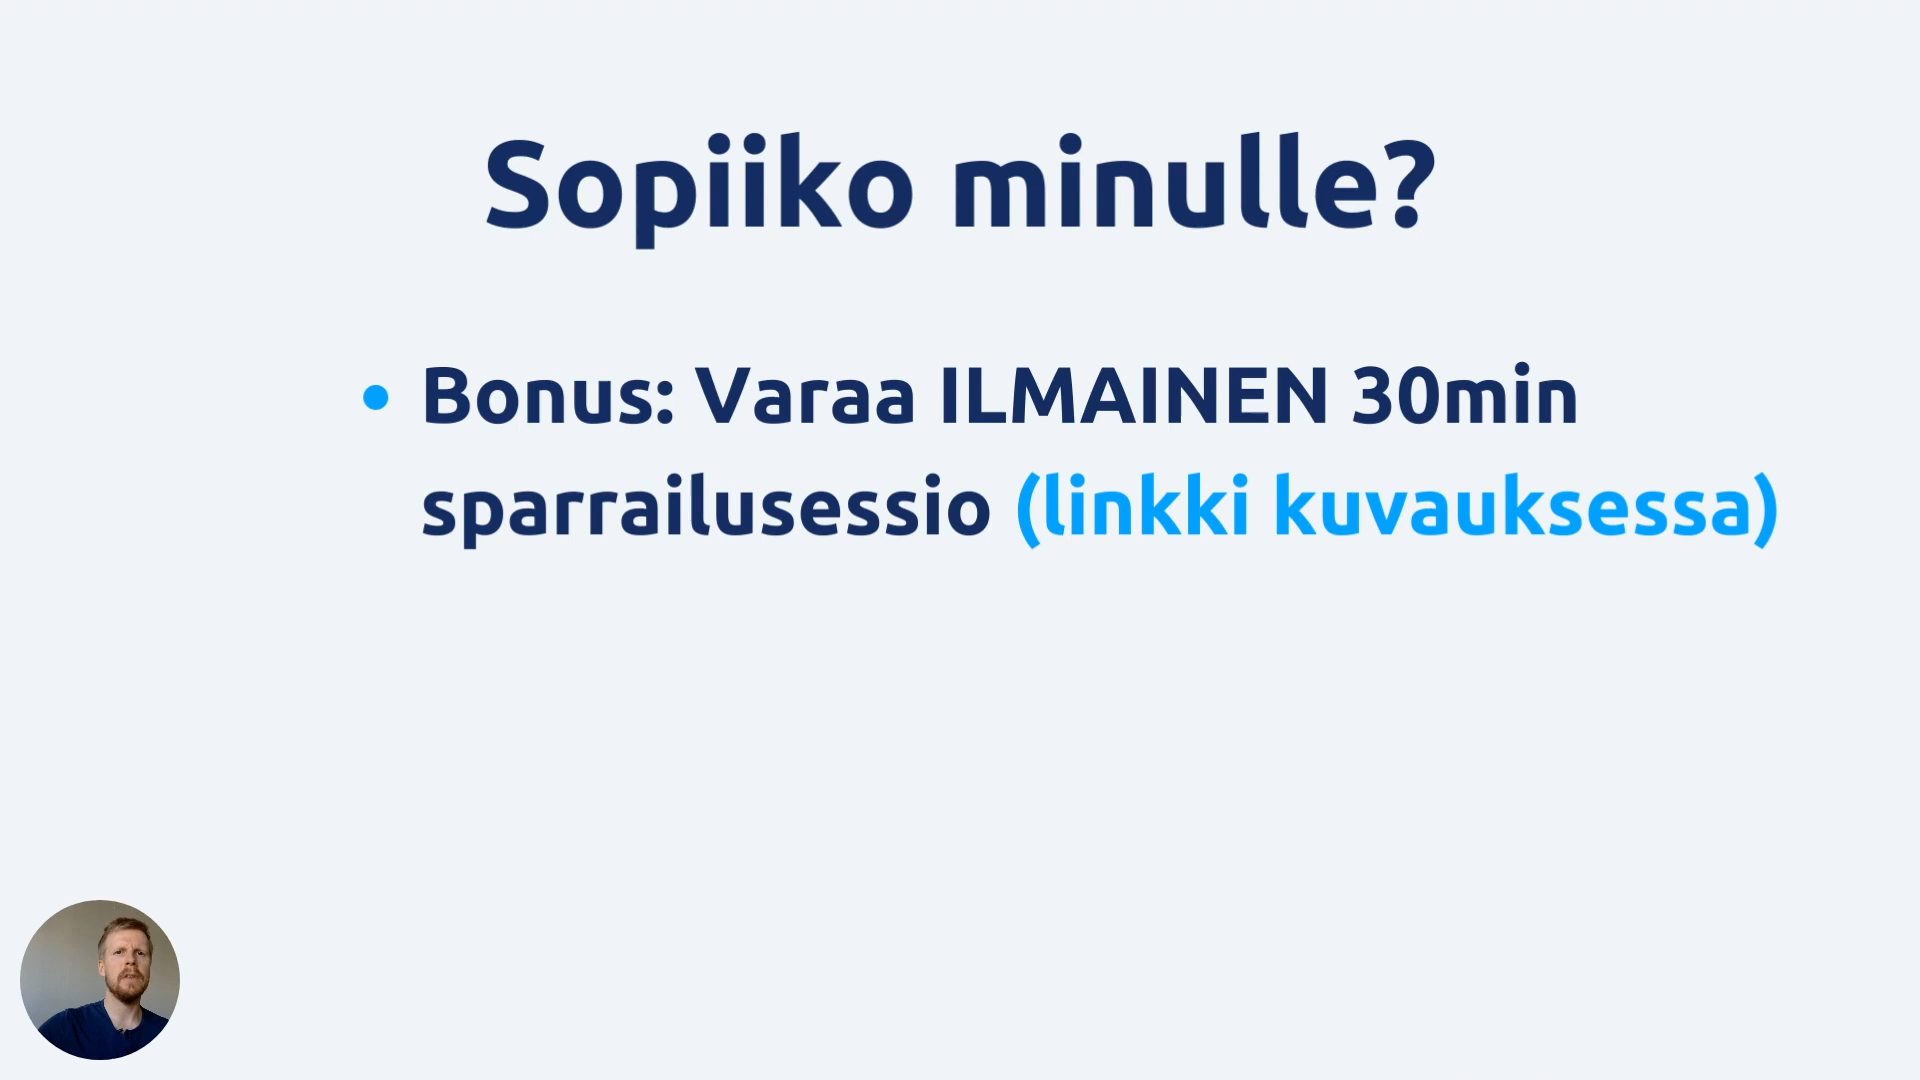 Sopiiko minulle?
Bonus: Varaa ILMAINEN 30min
sparrailusessio (linkki kuvauksessa)